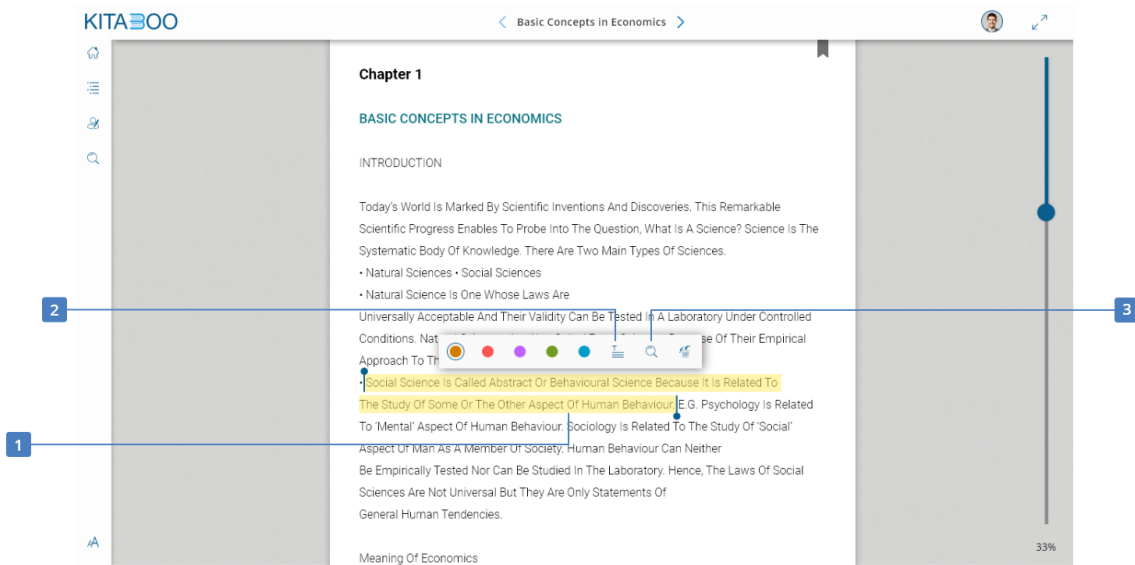 KITABOO
Basic Concepts in Economics
Chapter 1
BASIC CONCEPTS IN ECONOMICS
INTRODUCTION
Today's World Is Marked By Scientific Inventions And Discoveries. This Remarkable
Scientific Progress Enables To Probe Into The Question, What Is A Science? Science Is The
Systematic Body Of Knowledge. There Are Two Main Types Of Sciences.
• Natural Sciences • Social Sciences
• Natural Science Is One Whose Laws Are
2
3
Universally Acceptable And Their Validity Can Be Tested In A Laboratory Under Controlled
Conditions. Nat se Of Their Empirical
Approach To Th
• Social Science Is Called Abstract Or Behavioural Science Because It Is Related To
The Study Of Some Or The Other Aspect Of Human Behaviour. E.G. Psychology Is Related
To 'Mental' Aspect Of Human Behaviour. Sociology Is Related To The Study Of 'Social'
1
Aspect Of Man As A Member Of Society. Human Behaviour Can Neither
Be Empirically Tested Nor Can Be Studied In The Laboratory. Hence, The Laws Of Social
Sciences Are Not Universal But They Are Only Statements Of
General Human Tendencies.
AA
33%
Meaning Of Economics